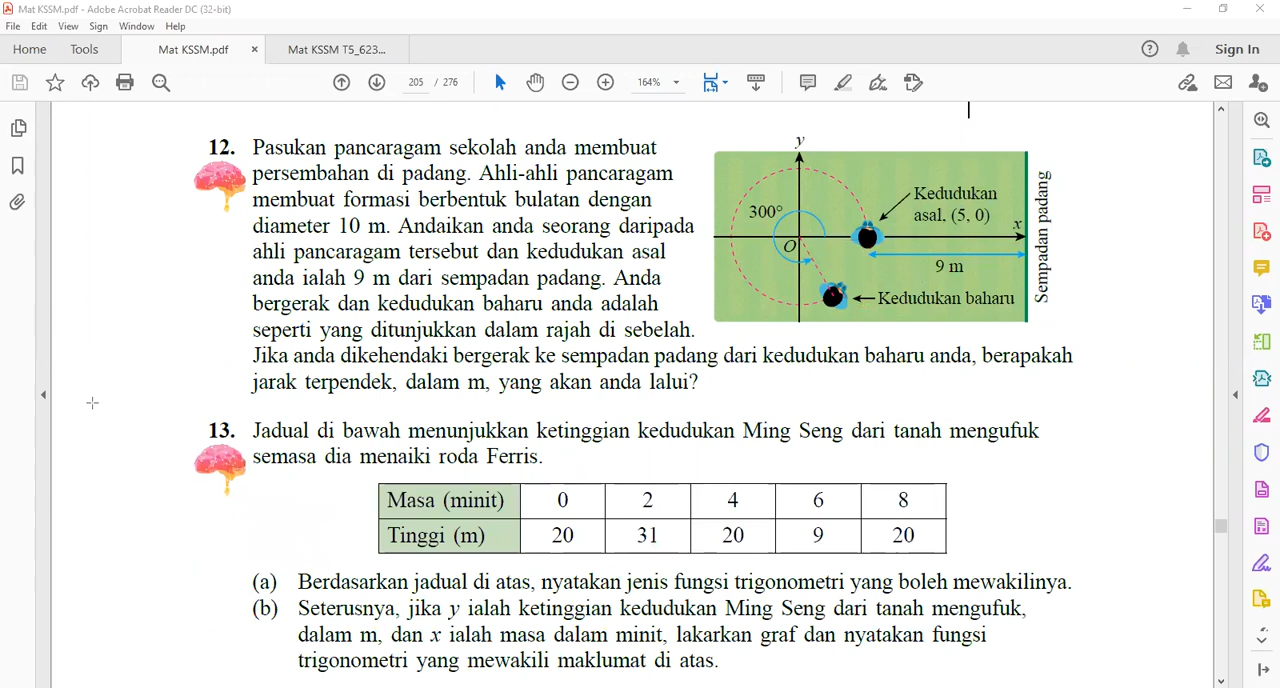 Mat KSSM.pdf - Adobe Acrobat Reader DC (32-bit)
File Edit View Sign Window Help
Home Tools Mat KSSM.pdf × Mat KSSM T5_623... Sign In
205 / 276 164%
12. Pasukan pancaragam sekolah anda membuat
persembahan di padang. Ahli-ahli pancaragam
membuat formasi berbentuk bulatan dengan
diameter 10 m. Andaikan anda seorang daripada
ahli pancaragam tersebut dan kedudukan asal
anda ialah 9 m dari sempadan padang. Anda
bergerak dan kedudukan baharu anda adalah
seperti yang ditunjukkan dalam rajah di sebelah.
Jika anda dikehendaki bergerak ke sempadan padang dari kedudukan baharu anda, berapakah
jarak terpendek, dalam m, yang akan anda lalui?
y
300°
Kedudukan
asal, (5, 0)
x
O
9 m
Kedudukan baharu
Sempadan padang
13. Jadual di bawah menunjukkan ketinggian kedudukan Ming Seng dari tanah mengufuk
semasa dia menaiki roda Ferris.
Masa (minit) 0 2 4 6 8
Tinggi (m) 20 31 20 9 20
(a) Berdasarkan jadual di atas, nyatakan jenis fungsi trigonometri yang boleh mewakilinya.
(b) Seterusnya, jika y ialah ketinggian kedudukan Ming Seng dari tanah mengufuk,
dalam m, dan x ialah masa dalam minit, lakarkan graf dan nyatakan fungsi
trigonometri yang mewakili maklumat di atas.